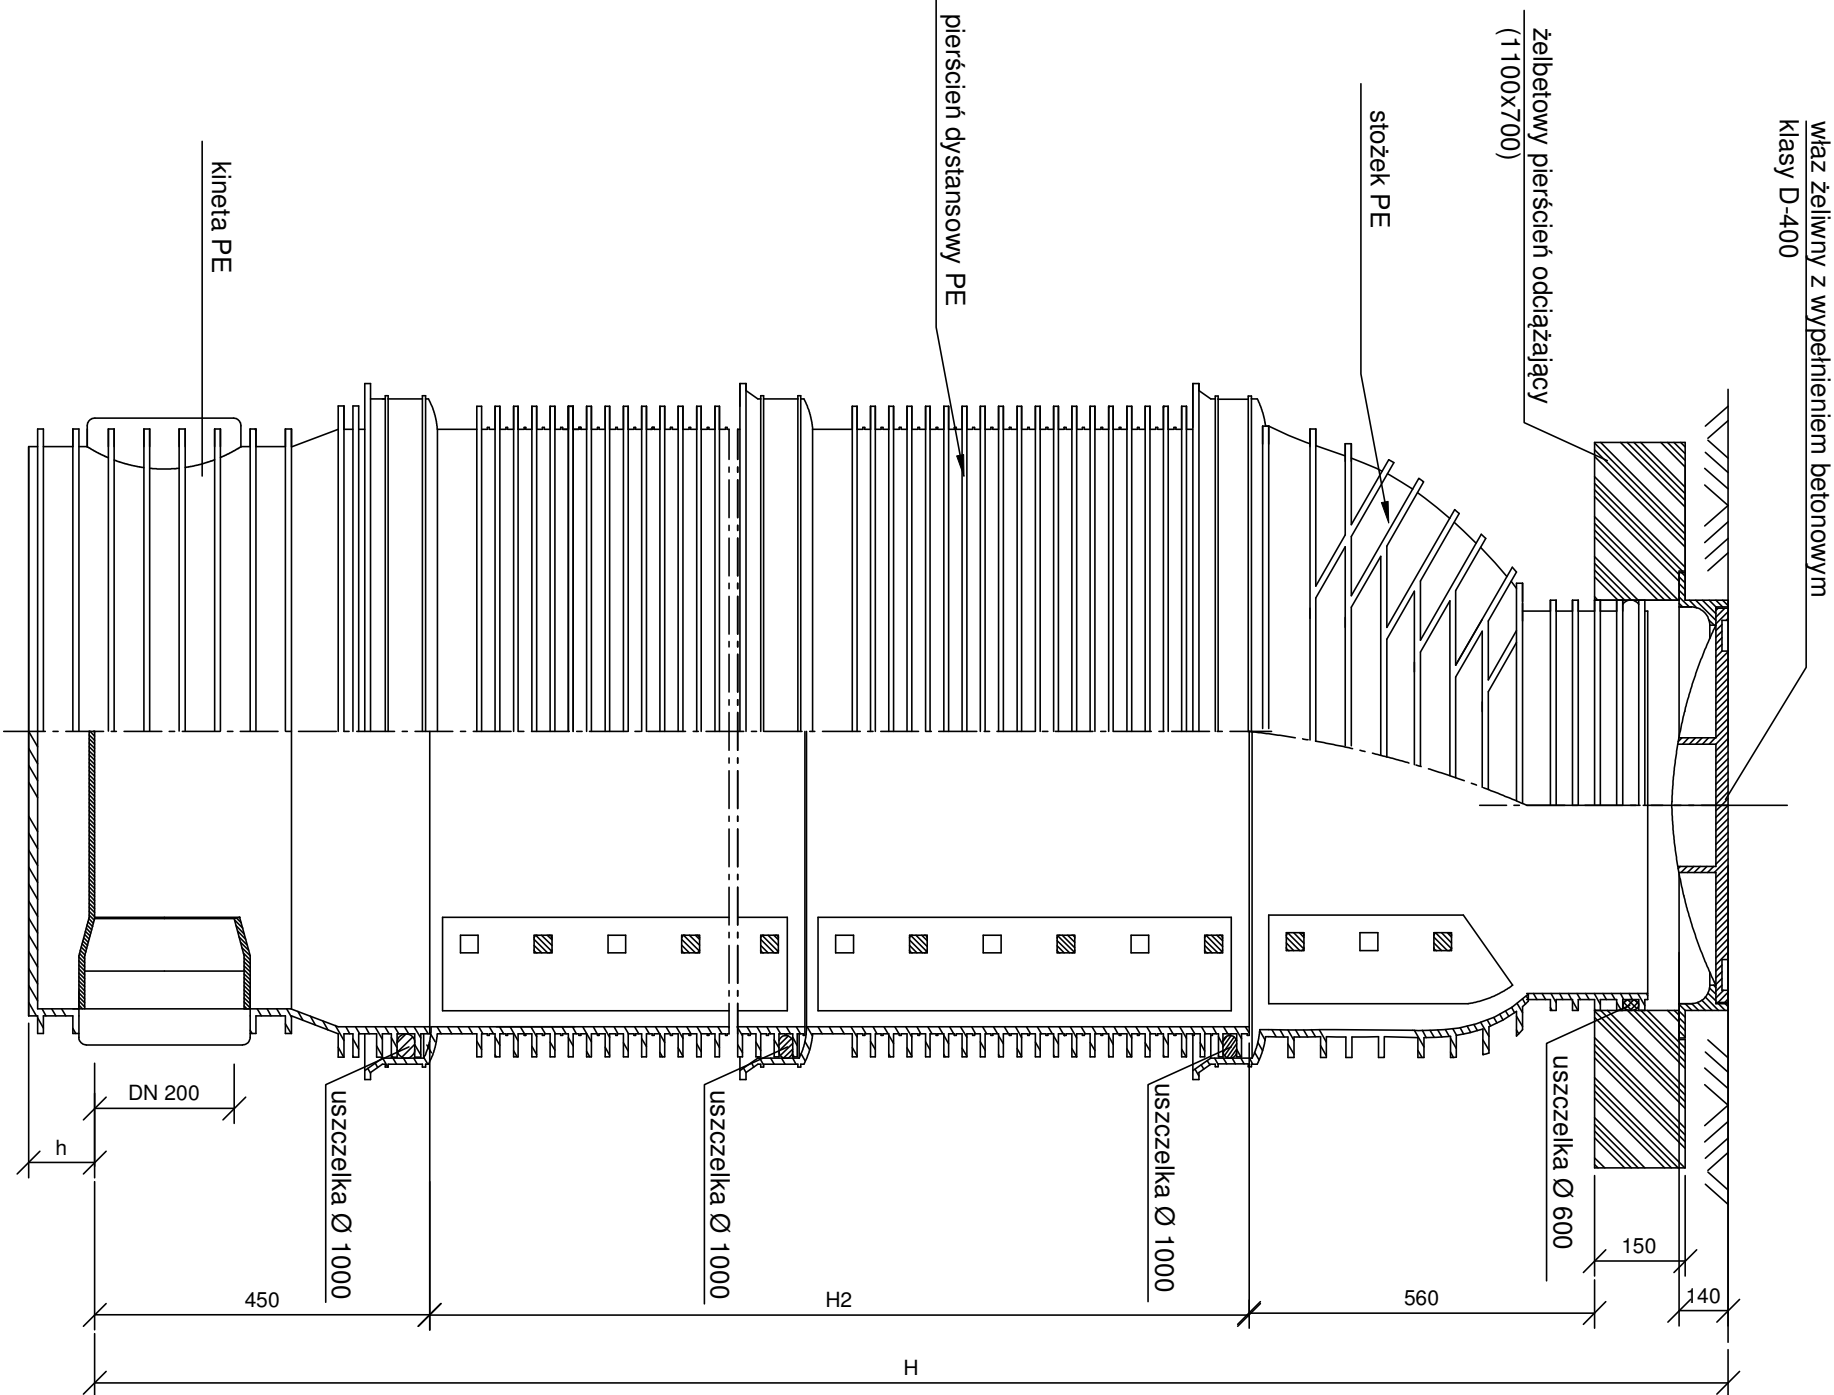 właz żeliwny z wypełnieniem betonowym
klasy D-400
żelbetowy pierścień odciążający
(1100x700)
stożek PE
pierścień dystansowy PE
kineta PE
uszczelka Ø 600
uszczelka Ø 1000
uszczelka Ø 1000
uszczelka Ø 1000
DN 200
h
150
140
560
H2
450
H